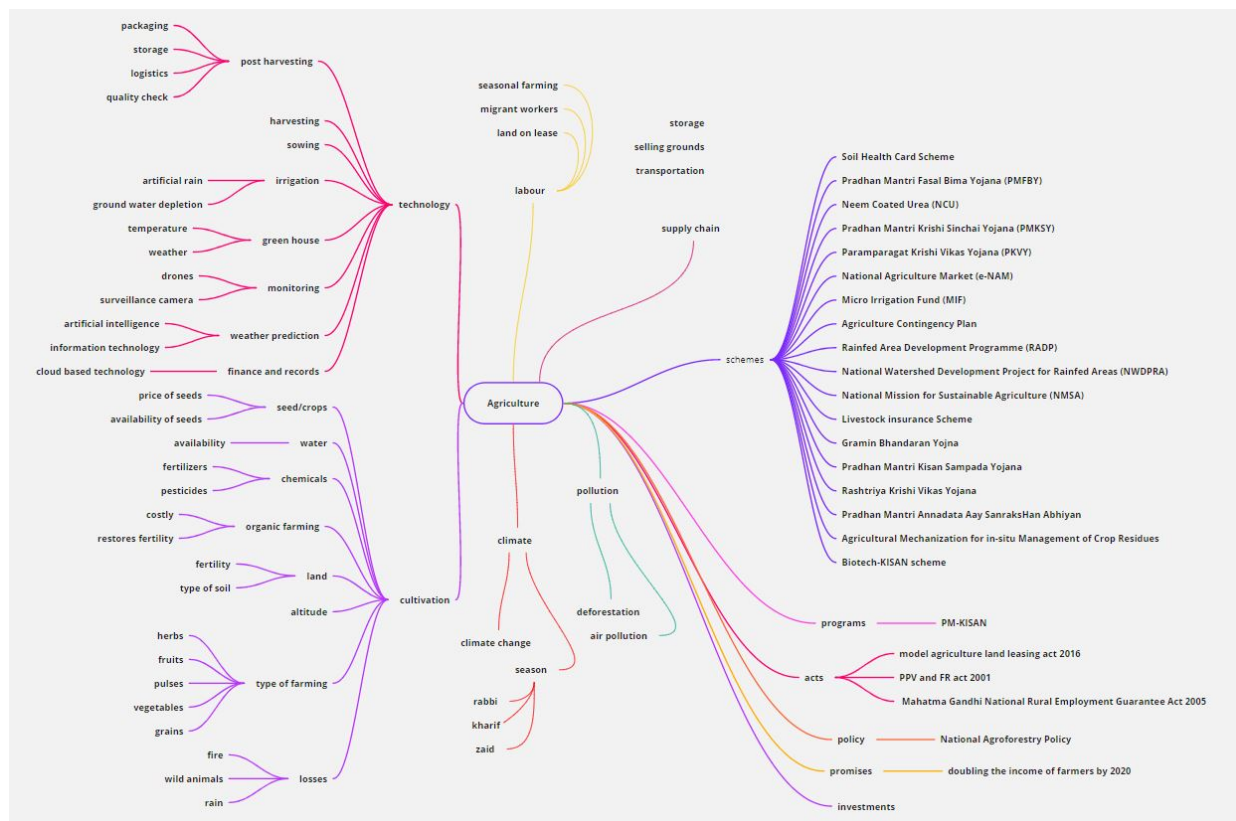 packaging
storage
logistics
quality check
post harvesting
harvesting
sowing
artificial rain
ground water depletion
irrigation
temperature
weather
green house
drones
surveillance camera
monitoring
artificial intelligence
information technology
weather prediction
cloud based technology
finance and records
technology
price of seeds
availability of seeds
seed/crops
availability
water
fertilizers
pesticides
chemicals
costly
restores fertility
organic farming
fertility
type of soil
land
altitude
herbs
fruits
pulses
vegetables
grains
type of farming
fire
wild animals
rain
losses
cultivation
seasonal farming
migrant workers
land on lease
labour
storage
selling grounds
transportation
supply chain
Agriculture
climate
climate change
season
rabbi
kharif
zaid
pollution
deforestation
air pollution
schemes
Soil Health Card Scheme
Pradhan Mantri Fasal Bima Yojana (PMFBY)
Neem Coated Urea (NCU)
Pradhan Mantri Krishi Sinchai Yojana (PMKSY)
Paramparagat Krishi Vikas Yojana (PKVY)
National Agriculture Market (e-NAM)
Micro Irrigation Fund (MIF)
Agriculture Contingency Plan
Rainfed Area Development Programme (RADP)
National Watershed Development Project for Rainfed Areas (NWDPRA)
National Mission for Sustainable Agriculture (NMSA)
Livestock insurance Scheme
Gramin Bhandaran Yojna
Pradhan Mantri Kisan Sampada Yojana
Rashtriya Krishi Vikas Yojana
Pradhan Mantri Annadata Aay SanraksHan Abhiyan
Agricultural Mechanization for in-situ Management of Crop Residues
Biotech-KISAN scheme
programs
PM-KISAN
acts
model agriculture land leasing act 2016
PPV and FR act 2001
Mahatma Gandhi National Rural Employment Guarantee Act 2005
policy
National Agroforestry Policy
promises
doubling the income of farmers by 2020
investments